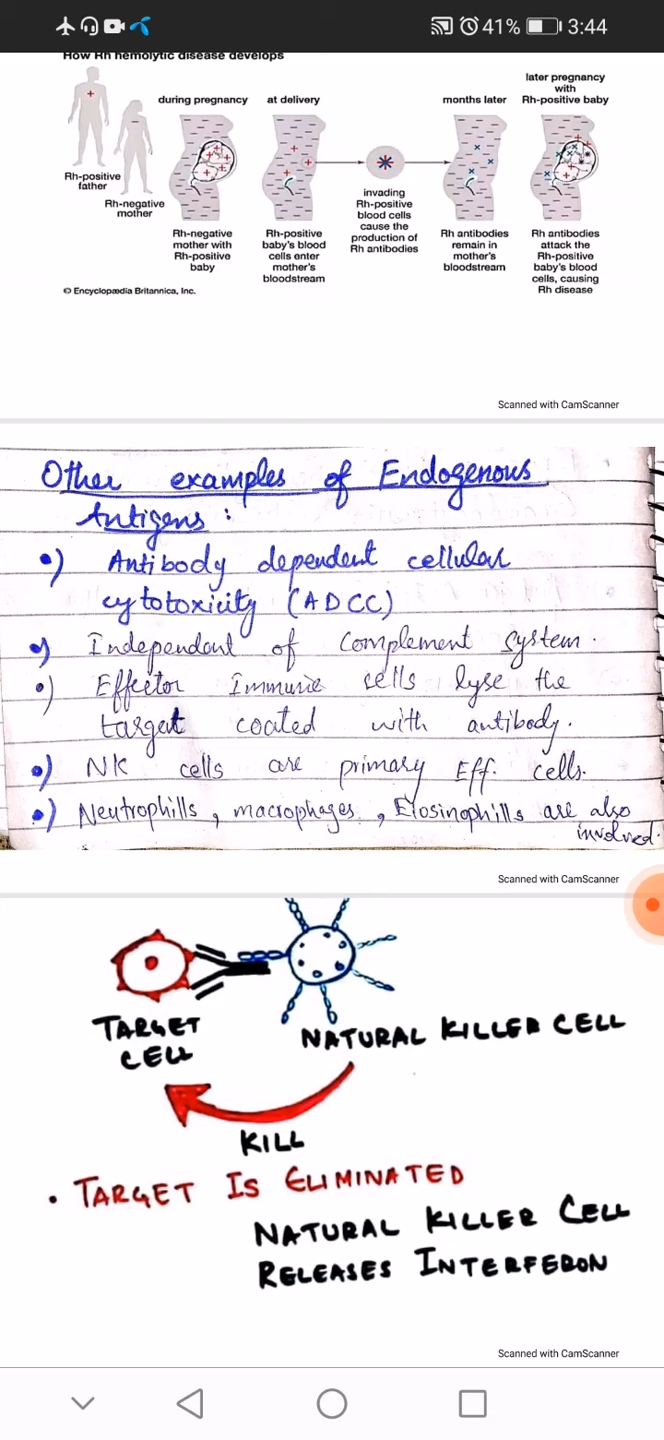 41% 3:44
How Rh hemolytic disease develops
Rh-positive
father
Rh-negative
mother
during pregnancy
Rh-negative
mother with
Rh-positive
baby
at delivery
Rh-positive
baby's blood
cells enter
mother's
bloodstream
invading
Rh-positive
blood cells
cause the
production of
Rh antibodies
months later
Rh antibodies
remain in
mother's
bloodstream
later pregnancy
with
Rh-positive baby
Rh antibodies
attack the
Rh-positive
baby's blood
cells, causing
Rh disease
© Encyclopædia Britannica, Inc.
Scanned with CamScanner
Other examples of Endogenous
Antigens :
•) Antibody dependent cellular
cytotoxicity (ADCC)
•) Independent of Complement system.
•) Effector Immune cells lyse the
target coated with antibody.
•) NK cells are primary Eff. cells.
•) Neutrophills, macrophages, Elosinophills are also
involved.
Scanned with CamScanner
TARGET
CELL
NATURAL KILLER CELL
KILL
• TARGET IS ELIMINATED
NATURAL KILLER CELL
RELEASES INTERFERON
Scanned with CamScanner